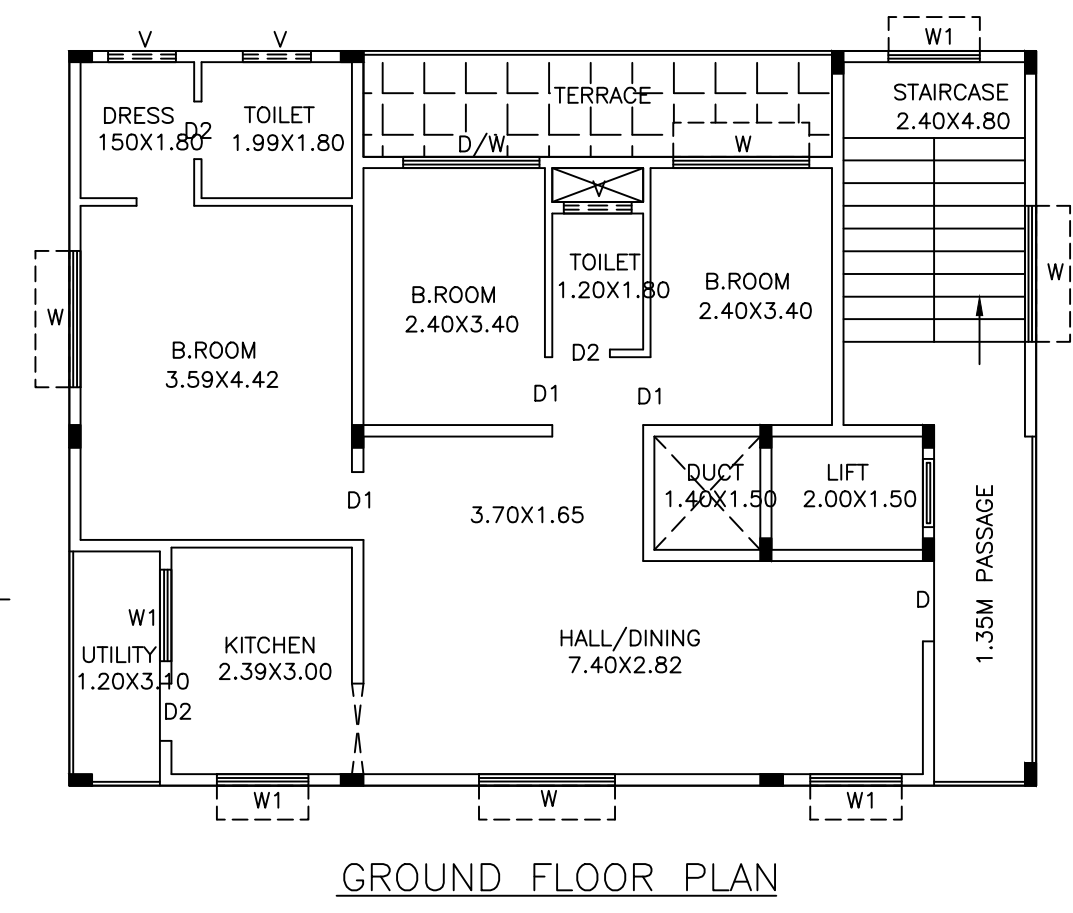 V
V
W1
DRESS
150X1.80
D2
TOILET
1.99X1.80
TERRACE
D/W
W
STAIRCASE
2.40X4.80
V
TOILET
1.20X1.80
B.ROOM
2.40X3.40
B.ROOM
2.40X3.40
W
W
B.ROOM
3.59X4.42
D2
D1
D1
DUCT
1.40X1.50
LIFT
2.00X1.50
D1
3.70X1.65
1.35M PASSAGE
D
W1
UTILITY
1.20X3.10
KITCHEN
2.39X3.00
HALL/DINING
7.40X2.82
D2
W1
W
W1
GROUND FLOOR PLAN